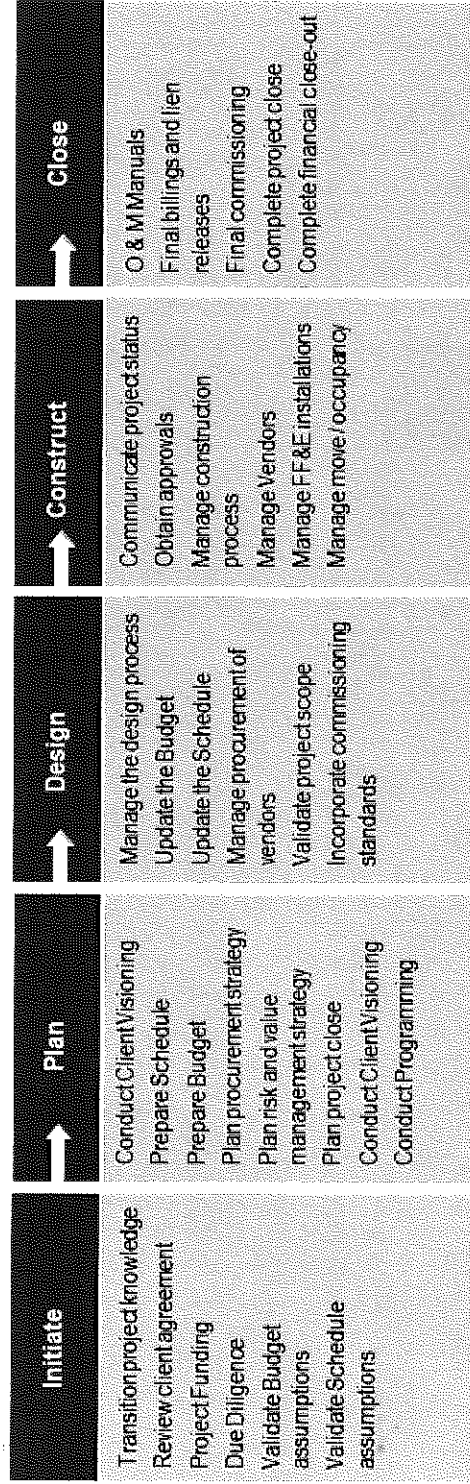 Initiate
Transition project knowledge
Review client agreement
Project Funding
Due Diligence
Validate Budget
assumptions
Validate Schedule
assumptions
Plan
Conduct Client Visioning
Prepare Schedule
Prepare Budget
Plan procurement strategy
Plan risk and value
management strategy
Plan project close
Conduct Client Visioning
Conduct Programming
Design
Manage the design process
Update the Budget
Update the Schedule
Manage procurement of
vendors
Validate project scope
Incorporate commissioning
standards
Construct
Communicate project status
Obtain approvals
Manage construction
process
Manage Vendors
Manage FF&E installations
Manage move / occupancy
Close
O & M Manuals
Final billings and lien
releases
Final commissioning
Complete project close
Complete financial close-out